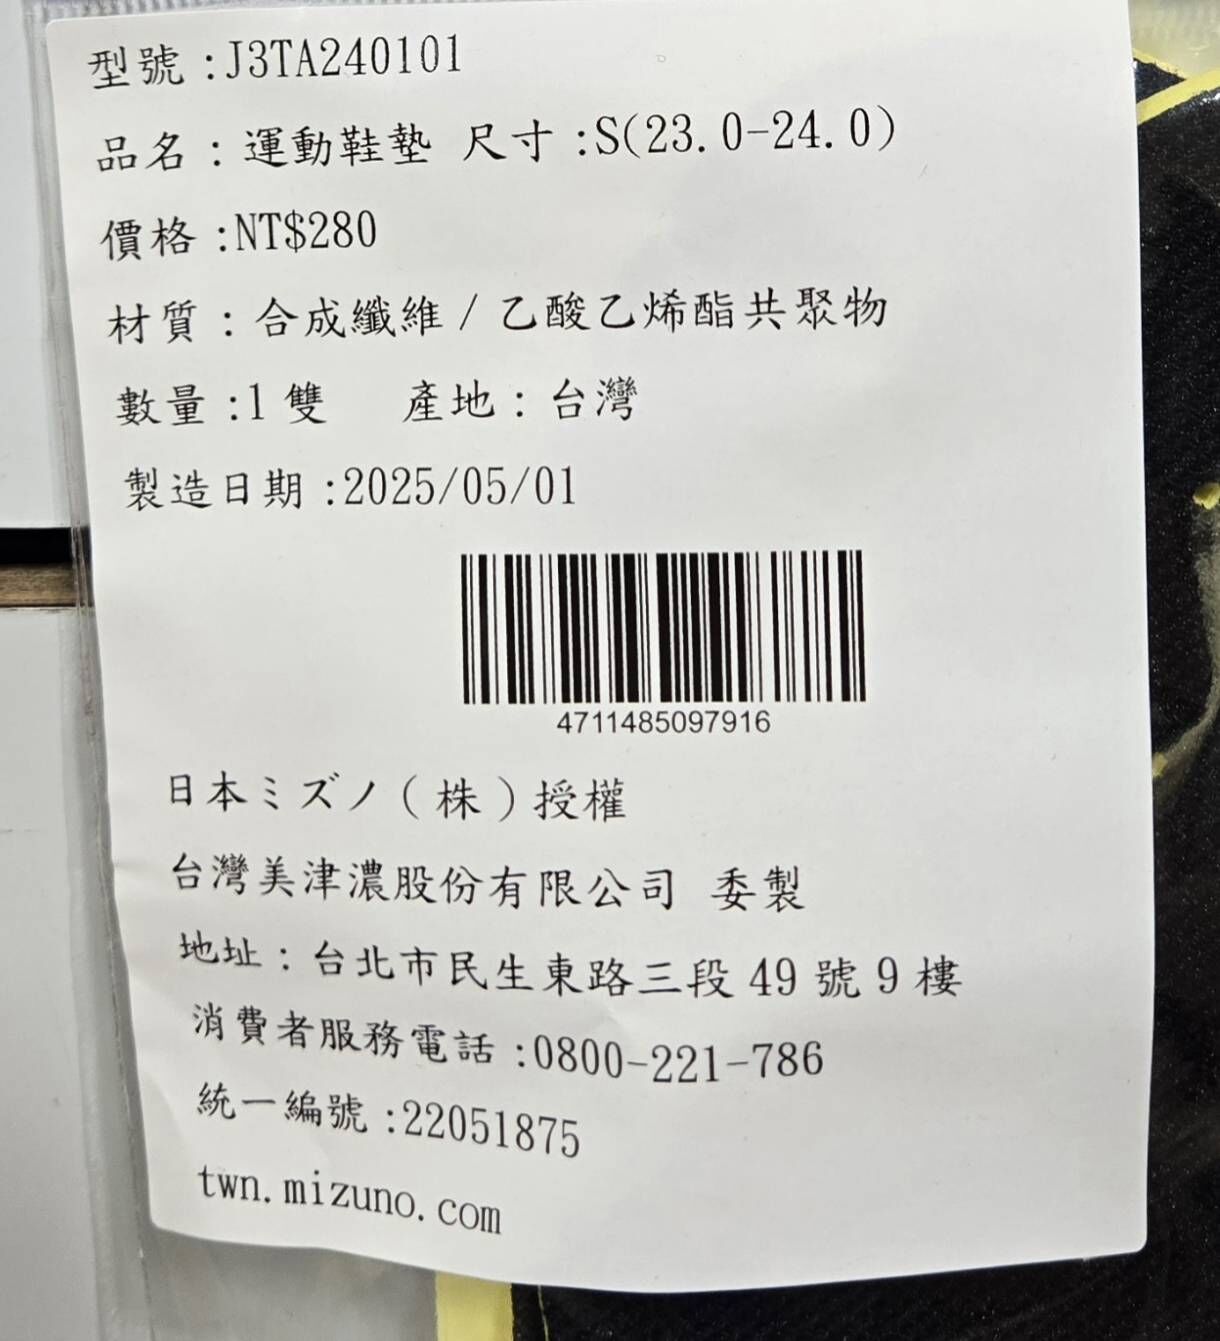 型號:J3TA240101
品名：運動鞋墊 尺寸:S(23.0-24.0)
價格:NT$280
材質：合成纖維/乙酸乙烯酯共聚物
數量:1雙 產地：台灣
製造日期:2025/05/01
4711485097916
日本ミズノ(株)授權
台灣美津濃股份有限公司 委製
地址：台北市民生東路三段49號9樓
消費者服務電話:0800-221-786
統一編號:22051875
twn.mizuno.com